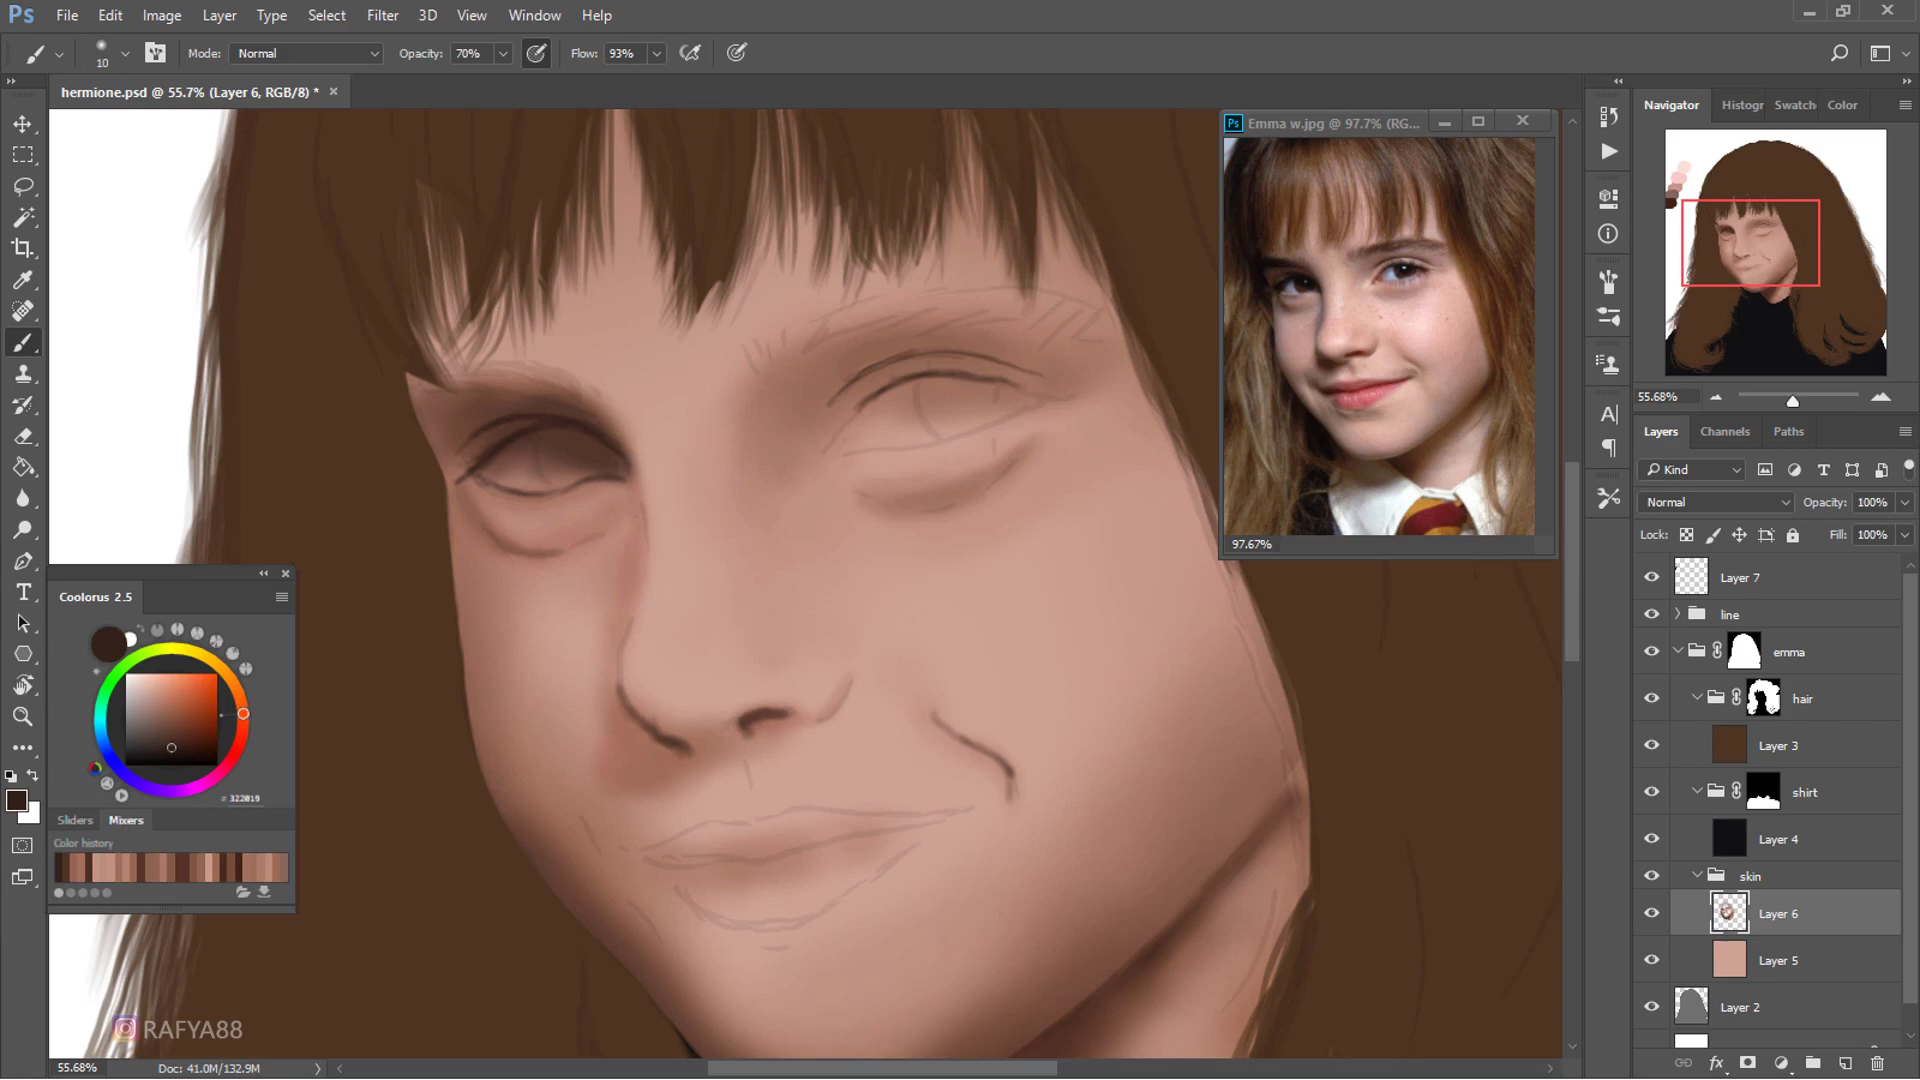 Ps File Edit Image Layer Type Select Filter 3D View Window Help
10 Mode: Normal Opacity: 70% Flow: 93%
hermione.psd @ 55.7% (Layer 6, RGB/8) * ×
Ps Emma w.jpg @ 97.7% (RG...
97.67%
Navigator Histogr Swatch Color
55.68%
Layers Channels Paths
Kind
Normal Opacity: 100%
Lock: Fill: 100%
Layer 7
line
emma
hair
Layer 3
shirt
Layer 4
skin
Layer 6
Layer 5
Layer 2
fx
Coolorus 2.5
# 322019
Sliders Mixers
Color history
RAFYA88
55.68% Doc: 41.0M/132.9M